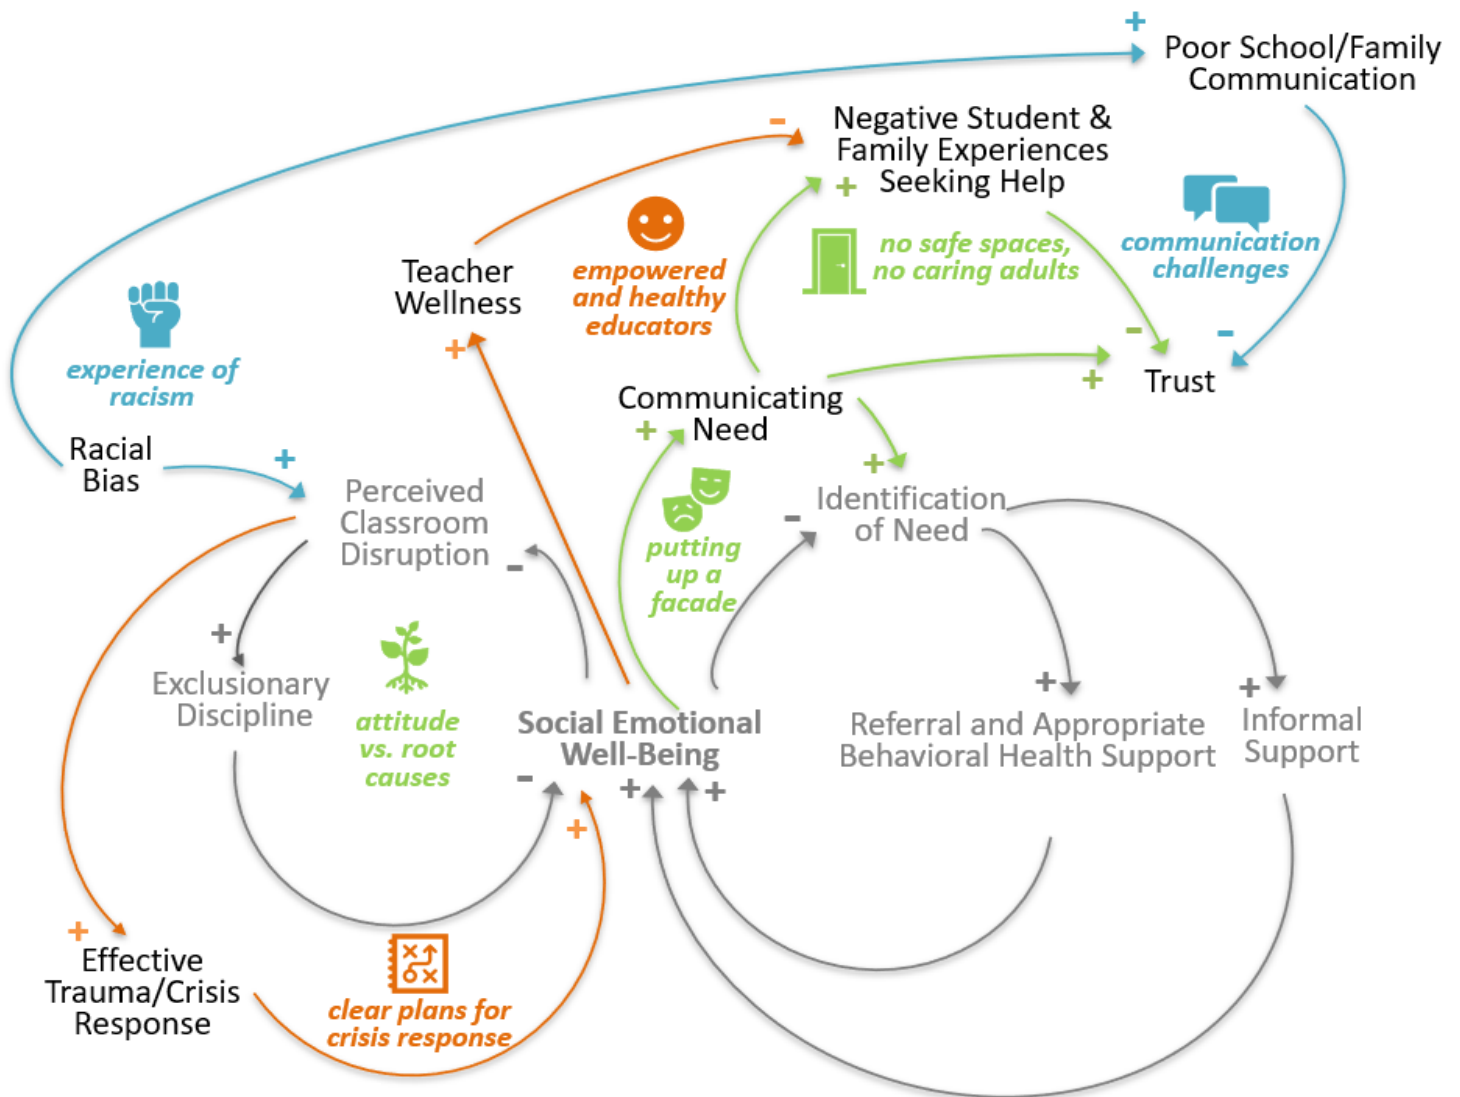 +
Poor School/Family
Communication
-
Negative Student &
Family Experiences
Seeking Help
+
no safe spaces,
no caring adults
communication
challenges
Teacher
Wellness
+
empowered
and healthy
educators
experience of
racism
-
-
+
Trust
Communicating
Need
+
Racial
Bias
+
Perceived
Classroom
Disruption
-
putting
up a
facade
+
-
Identification
of Need
+
Exclusionary
Discipline
attitude
vs. root
causes
Social Emotional
Well-Being
-
+
+
+
+
Referral and Appropriate
Behavioral Health Support
+
Informal
Support
+
Effective
Trauma/Crisis
Response
x
o x
clear plans for
crisis response